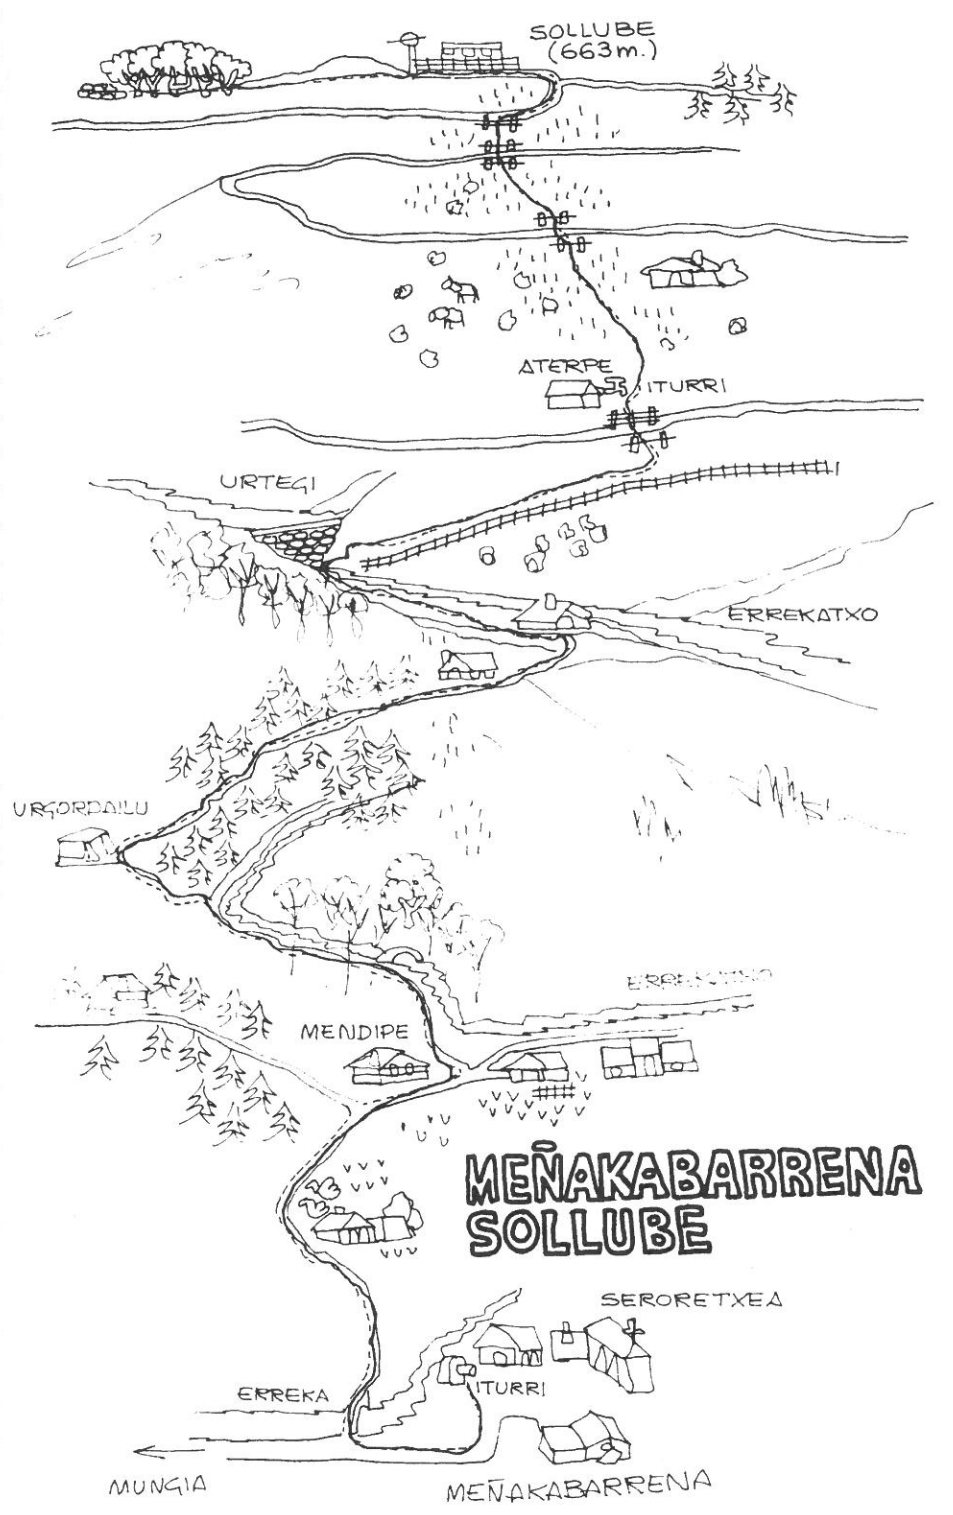 SOLLUBE
(663m.)
ATERPE
ITURRI
URTEGI
ERREKATXO
URGORDAILU
MENDIPE
MEÑAKABARRENA
SOLLUBE
SERORETXEA
ITURRI
ERREKA
MUNGIA
MEÑAKABARRENA